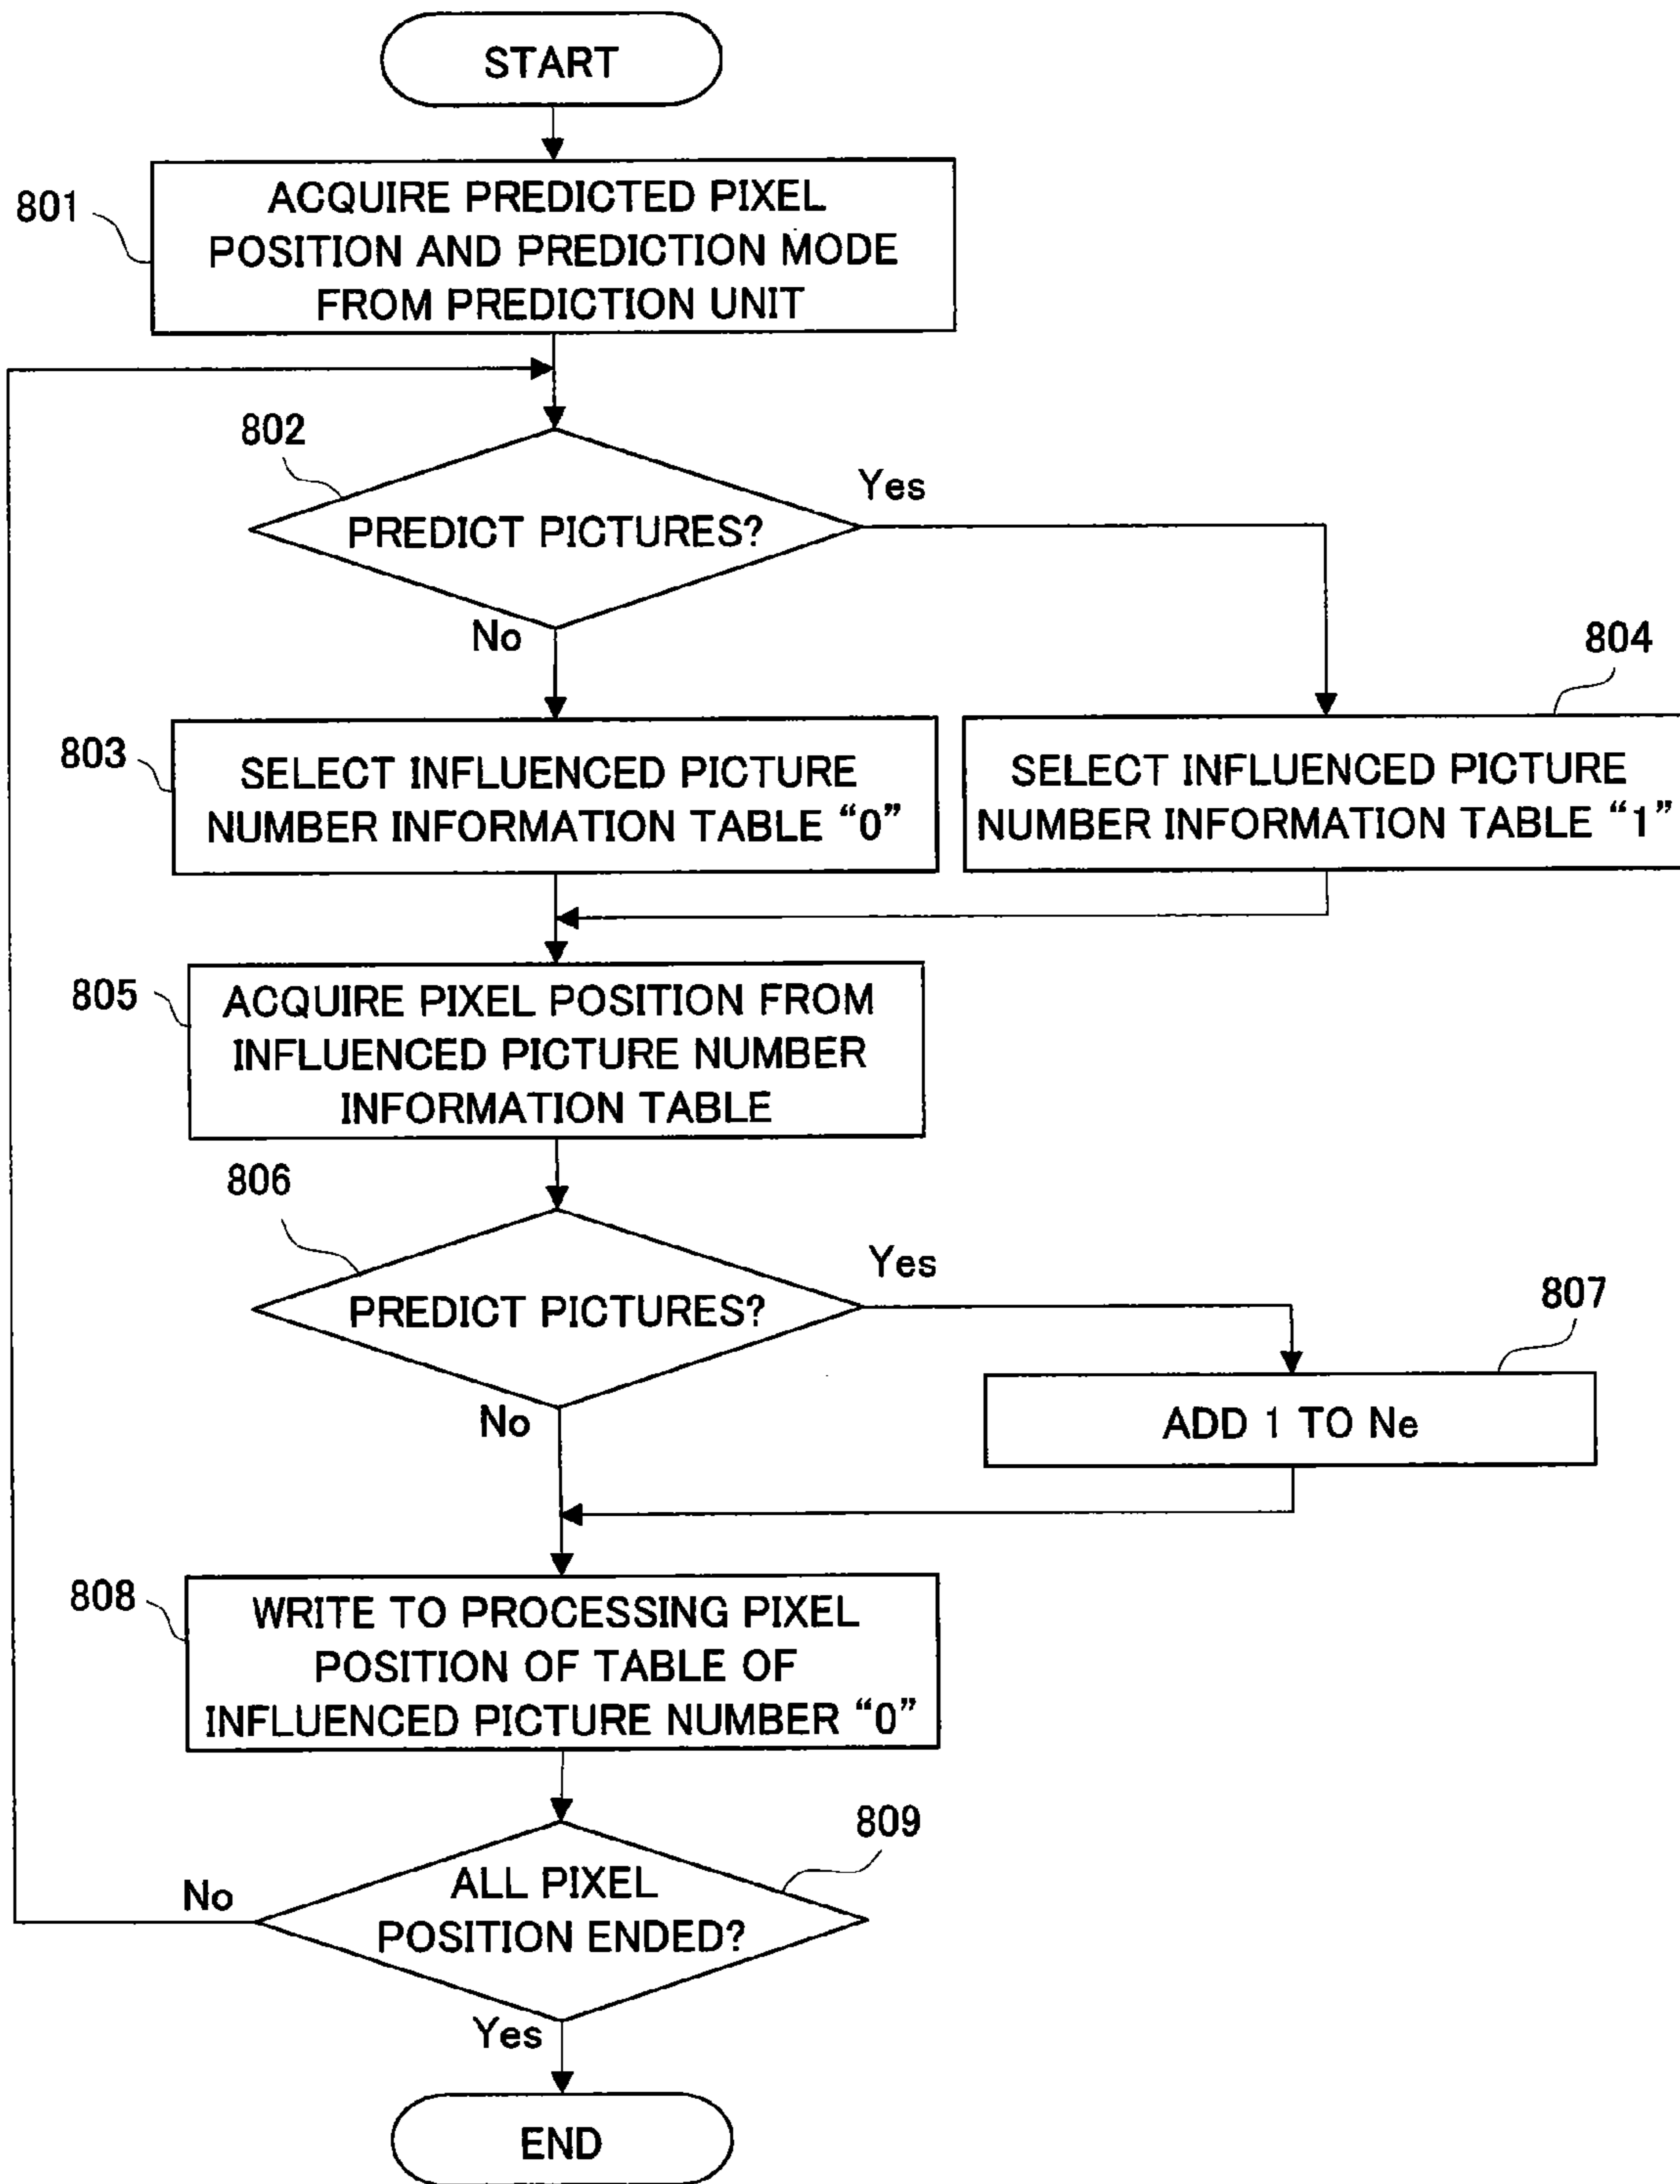 START
801
ACQUIRE PREDICTED PIXEL
POSITION AND PREDICTION MODE
FROM PREDICTION UNIT
802
PREDICT PICTURES?
Yes
No
803
SELECT INFLUENCED PICTURE
NUMBER INFORMATION TABLE “0”
804
SELECT INFLUENCED PICTURE
NUMBER INFORMATION TABLE “1”
805
ACQUIRE PIXEL POSITION FROM
INFLUENCED PICTURE NUMBER
INFORMATION TABLE
806
PREDICT PICTURES?
Yes
No
807
ADD 1 TO Ne
808
WRITE TO PROCESSING PIXEL
POSITION OF TABLE OF
INFLUENCED PICTURE NUMBER “0”
809
ALL PIXEL
POSITION ENDED?
No
Yes
END